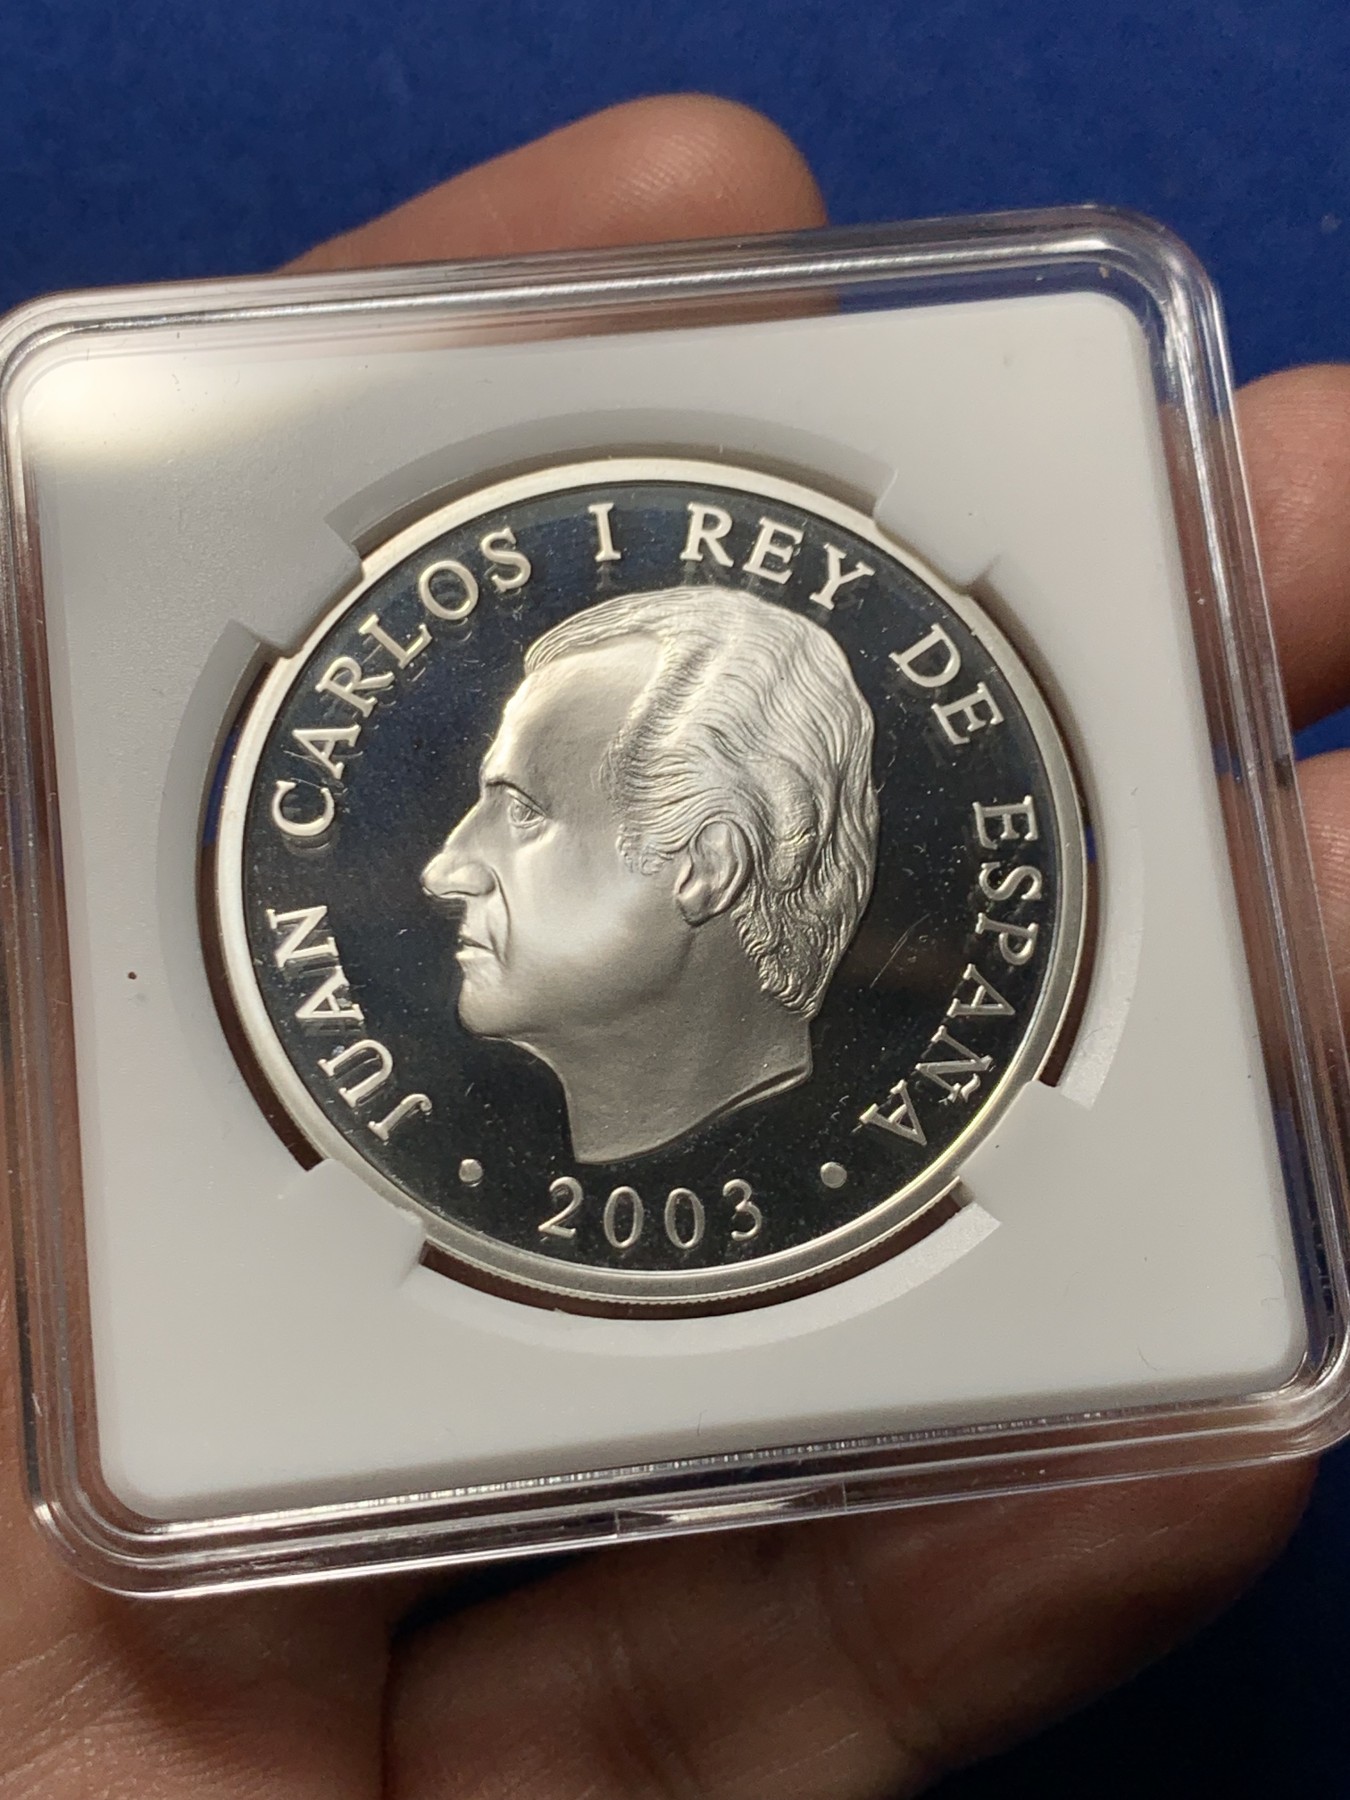 JUAN CARLOS I REY DE ESPAÑA
• 2003 •